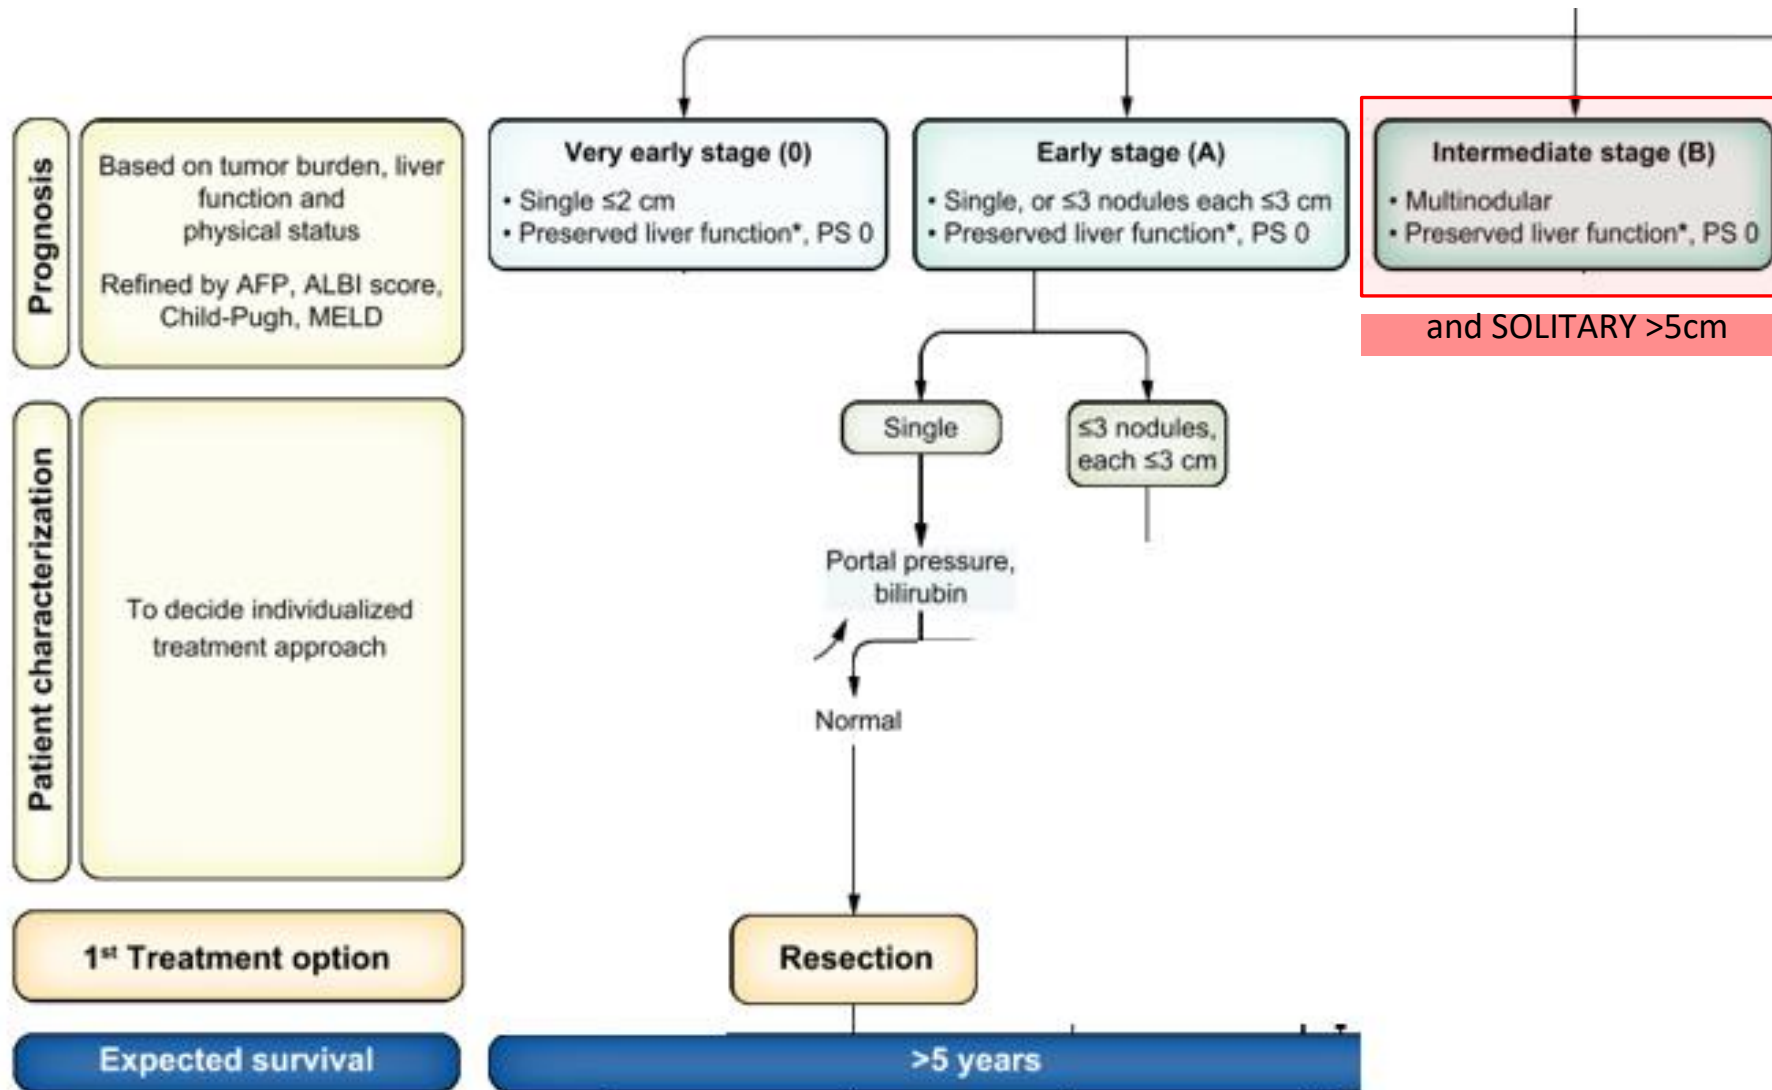 Prognosis
Based on tumor burden, liver
function and
physical status
Refined by AFP, ALBI score,
Child-Pugh, MELD
Very early stage (0)
• Single ≤2 cm
• Preserved liver function*, PS 0
Early stage (A)
• Single, or ≤3 nodules each ≤3 cm
• Preserved liver function*, PS 0
Intermediate stage (B)
• Multinodular
• Preserved liver function*, PS 0
and SOLITARY >5cm
Patient characterization
To decide individualized
treatment approach
Single
≤3 nodules,
each ≤3 cm
Portal pressure,
bilirubin
Normal
1st Treatment option
Resection
Expected survival
>5 years